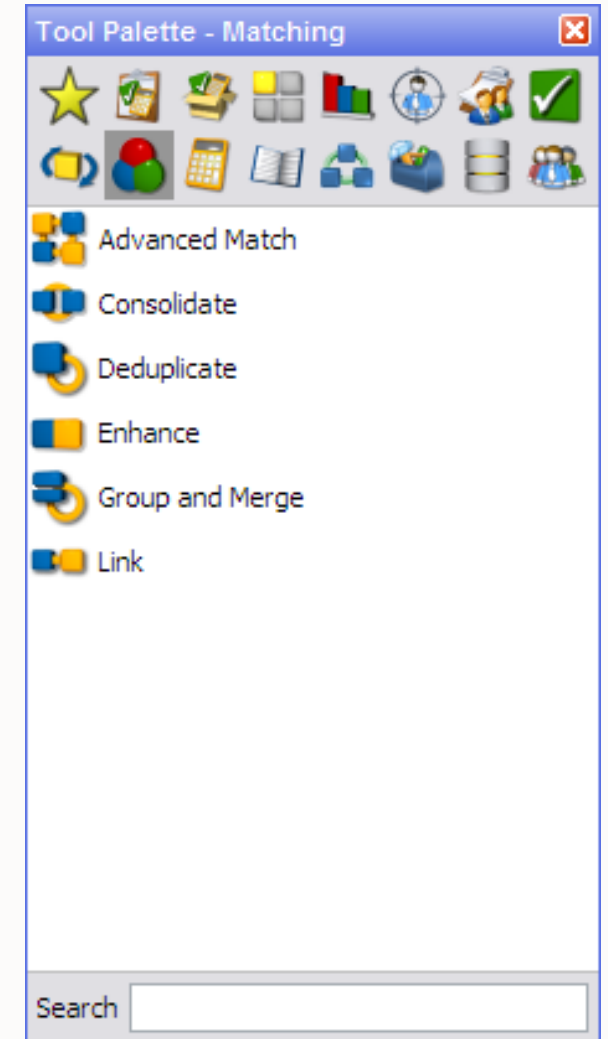 Tool Palette - Matching
Advanced Match
Consolidate
Deduplicate
Enhance
Group and Merge
Link
Search